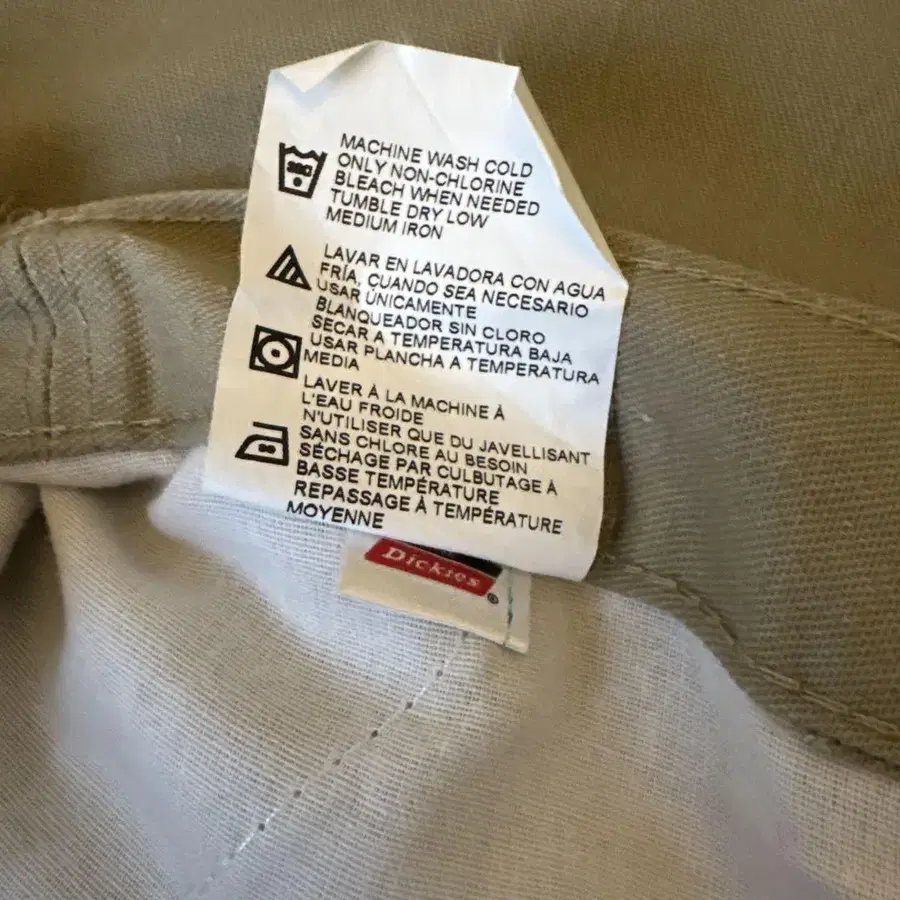 MACHINE WASH COLD
ONLY NON-CHLORINE
BLEACH WHEN NEEDED
TUMBLE DRY LOW
MEDIUM IRON
LAVAR EN LAVADORA CON AGUA
FRÍA, CUANDO SEA NECESARIO
USAR ÚNICAMENTE
BLANQUEADOR SIN CLORO
SECAR A TEMPERATURA BAJA
USAR PLANCHA A TEMPERATURA
MEDIA
LAVER À LA MACHINE À
L'EAU FROIDE
N'UTILISER QUE DU JAVELLISANT
SANS CHLORE AU BESOIN
SÉCHAGE PAR CULBUTAGE À
BASSE TEMPÉRATURE
REPASSAGE À TEMPÉRATURE
MOYENNE
Dickies
®